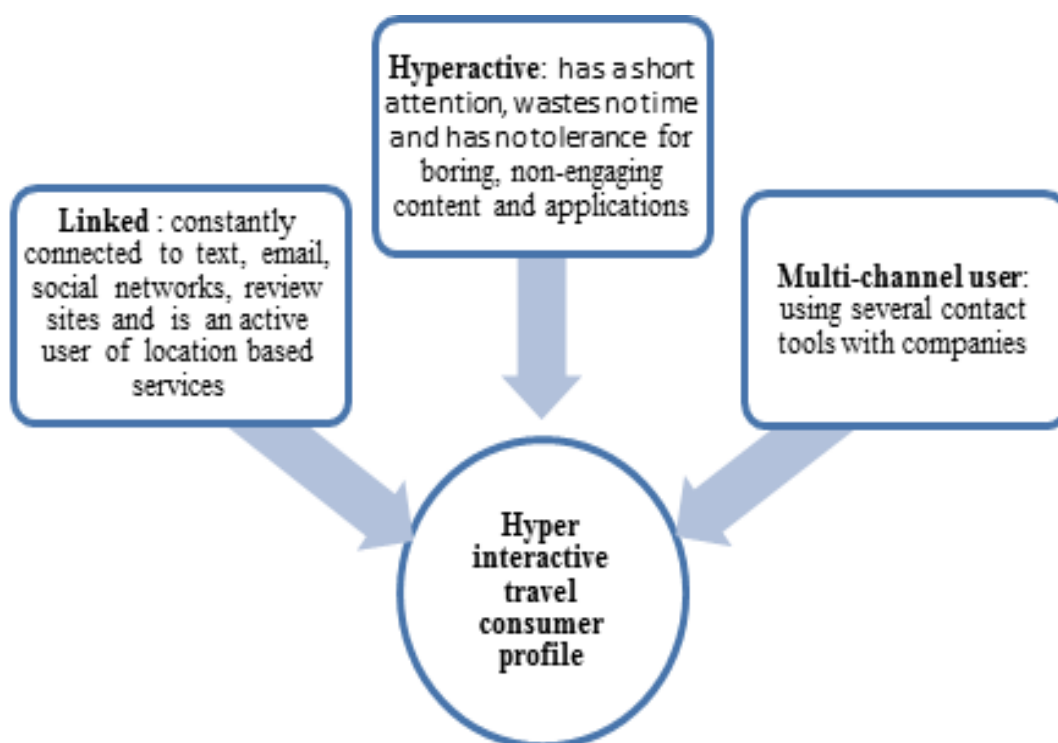 Hyperactive: has a short
attention, wastes no time
and has no tolerance for
boring, non-engaging
content and applications
Linked : constantly
connected to text, email,
social networks, review
sites and is an active
user of location based
services
Multi-channel user:
using several contact
tools with companies
Hyper
interactive
travel
consumer
profile